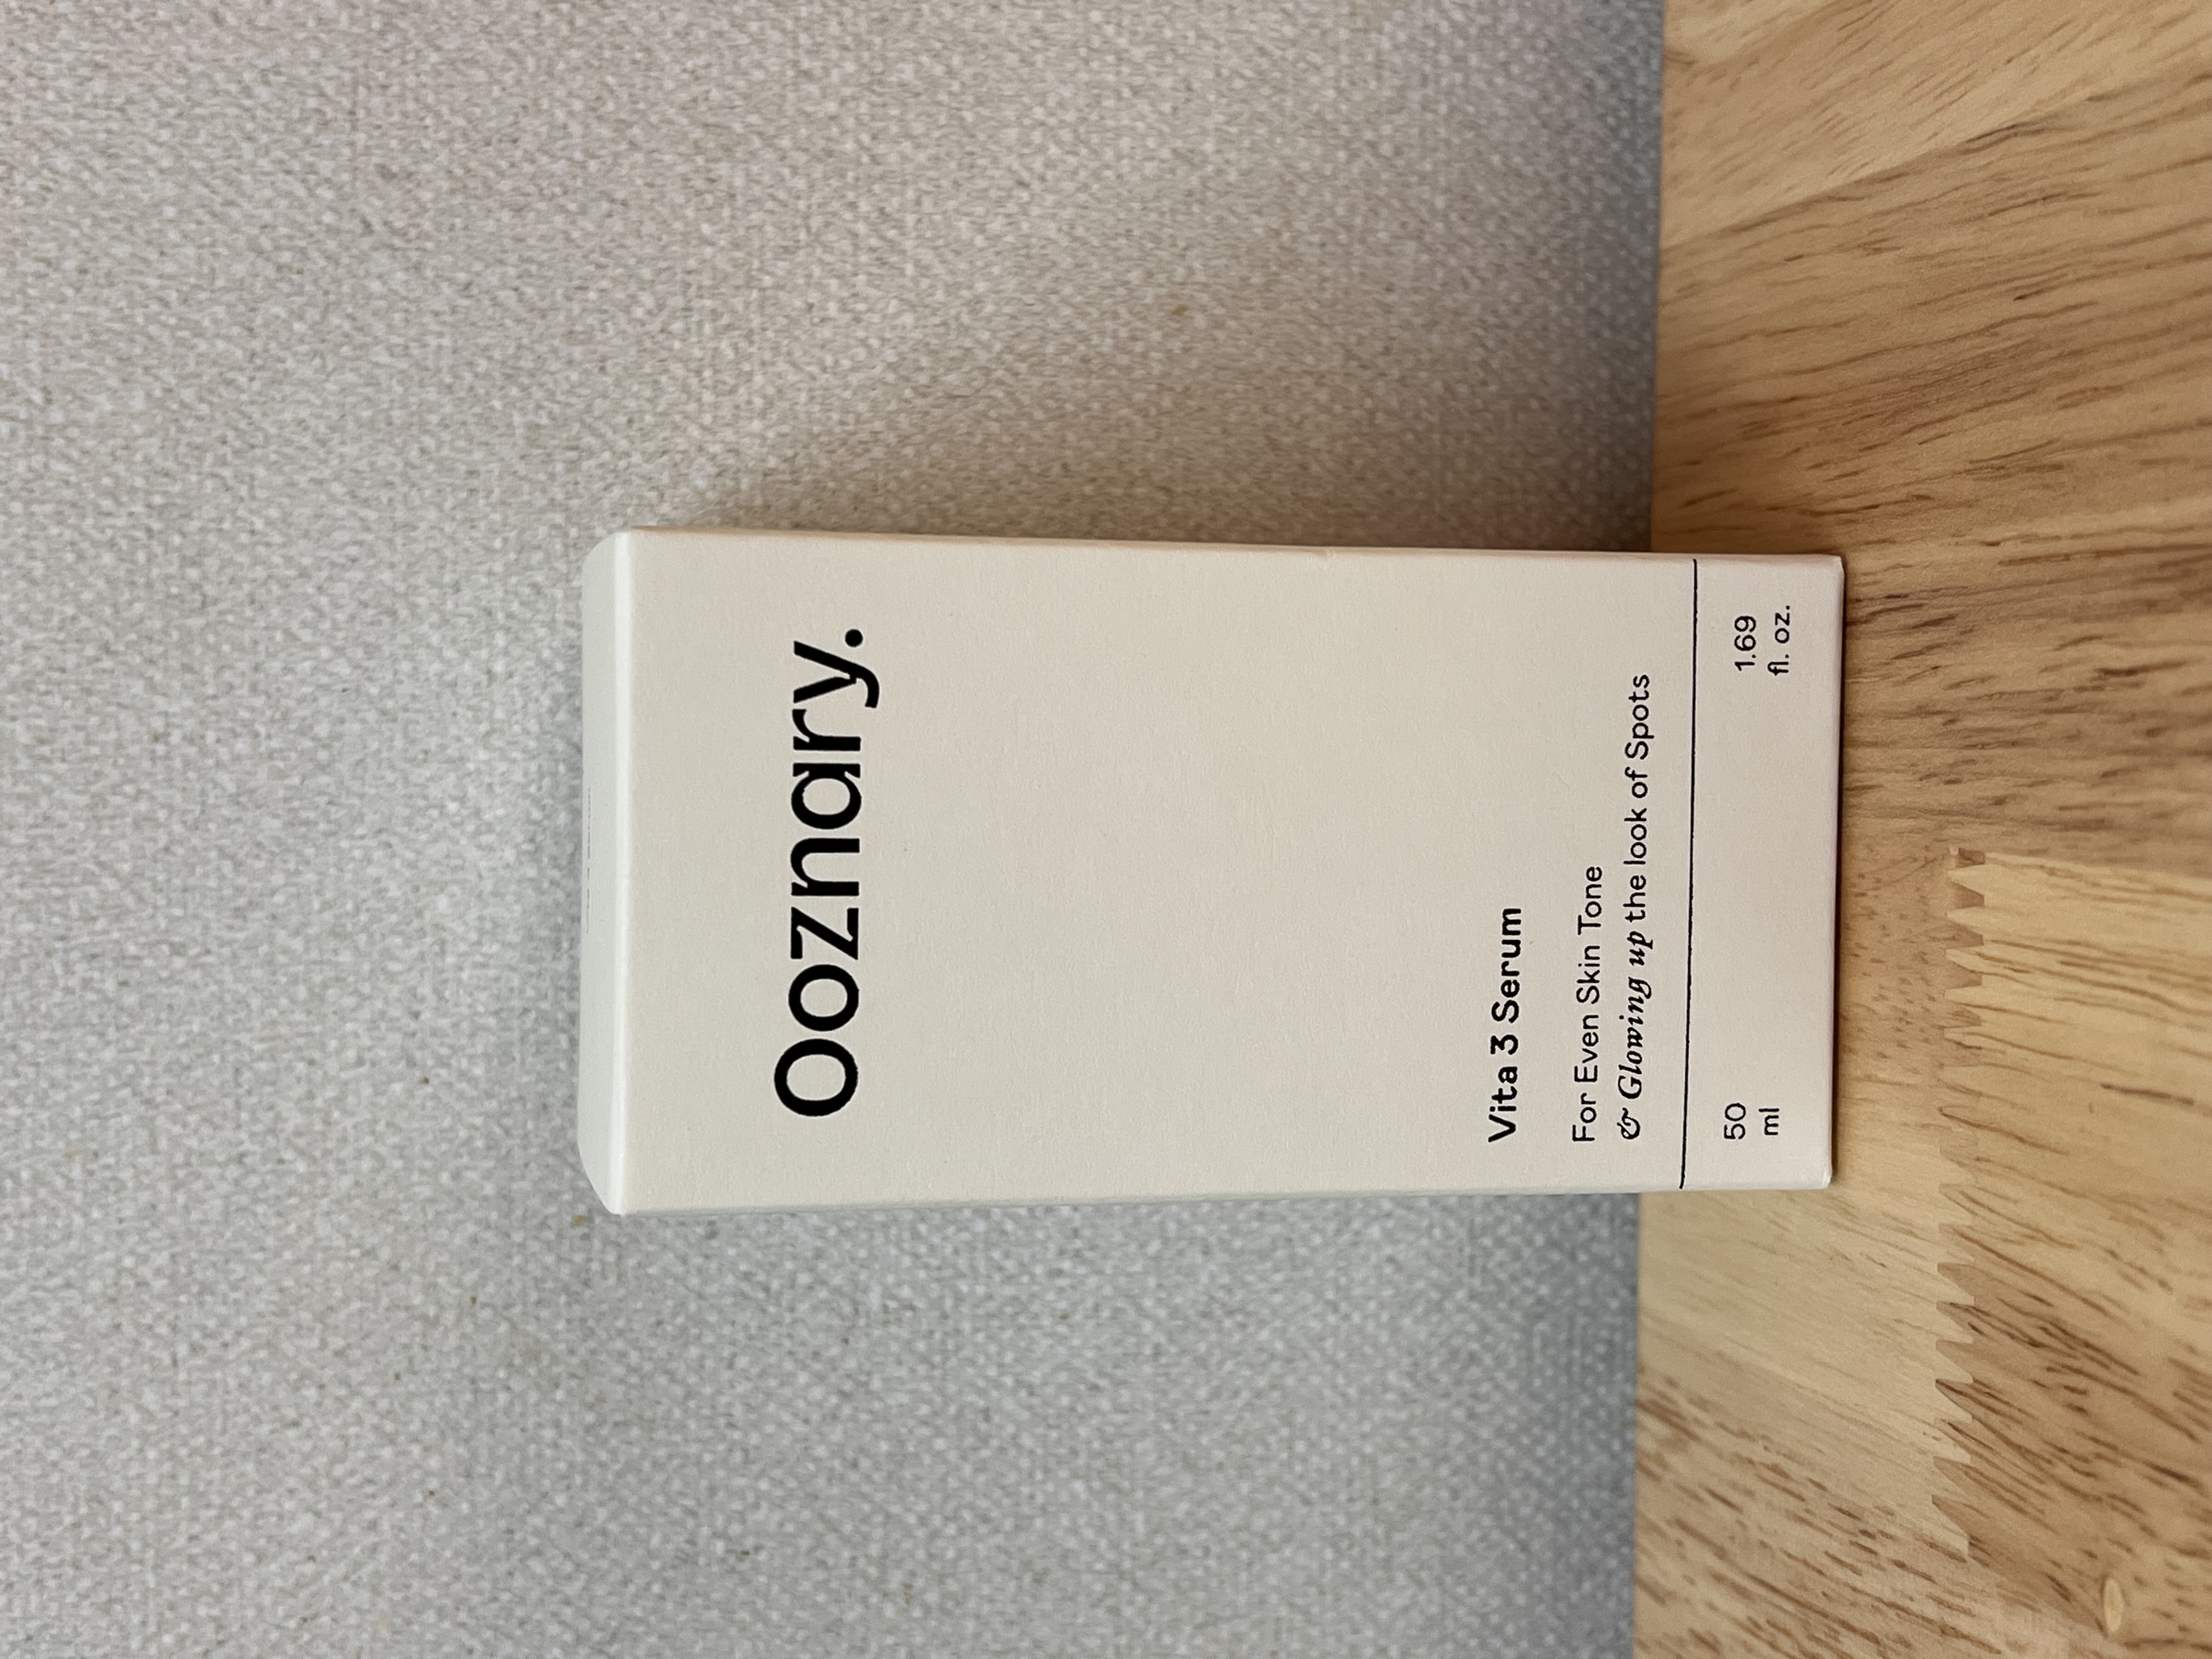 Ooznary.
Vita 3 Serum
For Even Skin Tone
& Glowing up the look of Spots
50
ml
1.69
fl. oz.